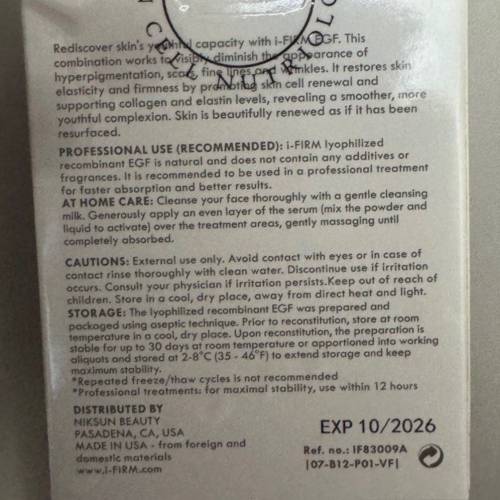 CELL NUTRITION
Rediscover skin's youthful capacity with i-FIRM EGF. This
combination works to visibly diminish the appearance of
hyperpigmentation, scars, fine lines and wrinkles. It restores skin
elasticity and firmness by promoting skin cell renewal and
supporting collagen and elastin levels, revealing a smoother, more
youthful complexion. Skin is beautifully renewed as if it has been
resurfaced.
PROFESSIONAL USE (RECOMMENDED): i-FIRM lyophilized
recombinant EGF is natural and does not contain any additives or
fragrances. It is recommended to be used in a professional treatment
for faster absorption and better results.
AT HOME CARE: Cleanse your face thoroughly with a gentle cleansing
milk. Generously apply an even layer of the serum (mix the powder and
liquid to activate) over the treatment areas, gently massaging until
completely absorbed.
CAUTIONS: External use only. Avoid contact with eyes or in case of
contact rinse thoroughly with clean water. Discontinue use if irritation
occurs. Consult your physician if irritation persists.Keep out of reach of
children. Store in a cool, dry place, away from direct heat and light.
STORAGE: The lyophilized recombinant EGF was prepared and
packaged using aseptic technique. Prior to reconstitution, store at room
temperature in a cool, dry place. Upon reconstitution, the preparation is
stable for up to 30 days at room temperature or apportioned into working
aliquots and stored at 2-8°C (35 - 46°F) to extend storage and keep
maximum stability.
*Repeated freeze/thaw cycles is not recommended
*Professional treatments: for maximal stability, use within 12 hours
DISTRIBUTED BY
NIKSUN BEAUTY
PASADENA, CA, USA
MADE IN USA - from foreign and
domestic materials
www.i-FIRM.com
EXP 10/2026
Ref. no.: IF83009A
|07-B12-P01-VF|